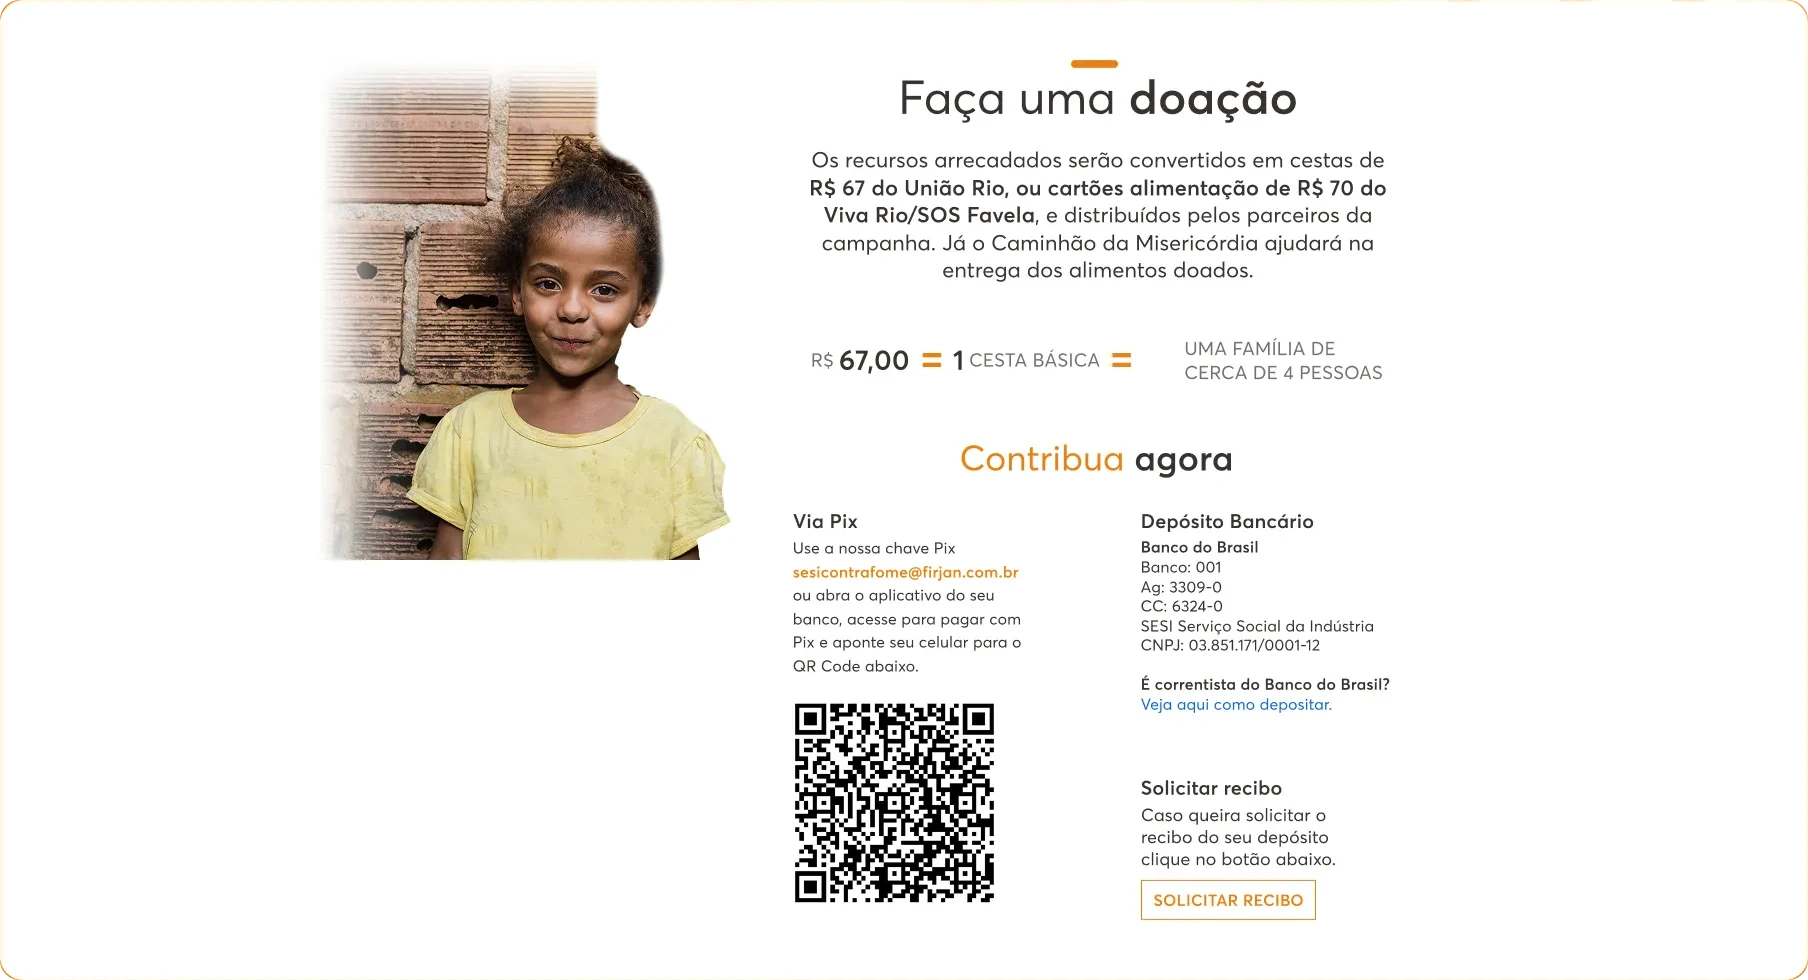 Faça uma doação
Os recursos arrecadados serão convertidos em cestas de
R$ 67 do União Rio, ou cartões alimentação de R$ 70 do
Viva Rio/SOS Favela, e distribuídos pelos parceiros da
campanha. Já o Caminhão da Misericórdia ajudará na
entrega dos alimentos doados.
R$ 67,00 = 1 CESTA BÁSICA =
UMA FAMÍLIA DE
CERCA DE 4 PESSOAS
Contribua agora
Via Pix
Use a nossa chave Pix
sesicontrafome@firjan.com.br
ou abra o aplicativo do seu
banco, acesse para pagar com
Pix e aponte seu celular para o
QR Code abaixo.
Depósito Bancário
Banco do Brasil
Banco: 001
Ag: 3309-0
CC: 6324-0
SESI Serviço Social da Indústria
CNPJ: 03.851.171/0001-12
É correntista do Banco do Brasil?
Veja aqui como depositar.
Solicitar recibo
Caso queira solicitar o
recibo do seu depósito
clique no botão abaixo.
SOLICITAR RECIBO